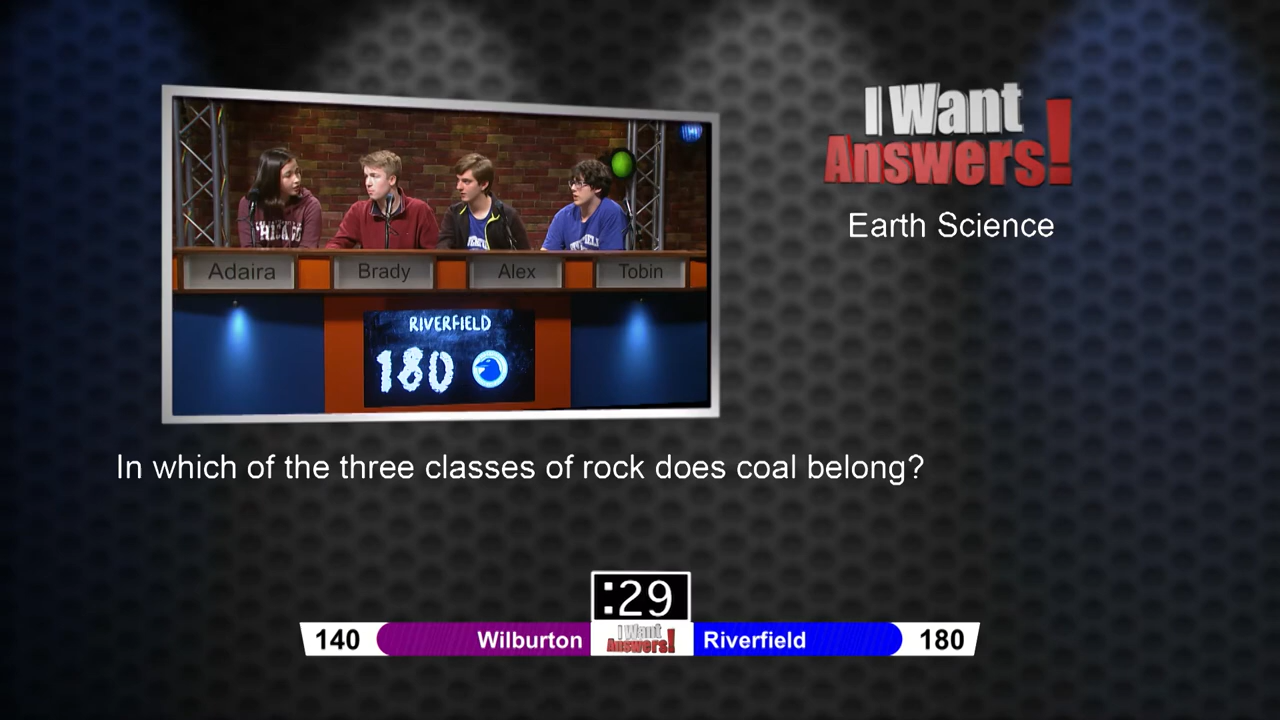 I Want
Answers!
Earth Science
Adaira
Brady
Alex
Tobin
RIVERFIELD
180
In which of the three classes of rock does coal belong?
:29
140
Wilburton
I Want
Answers!
Riverfield
180